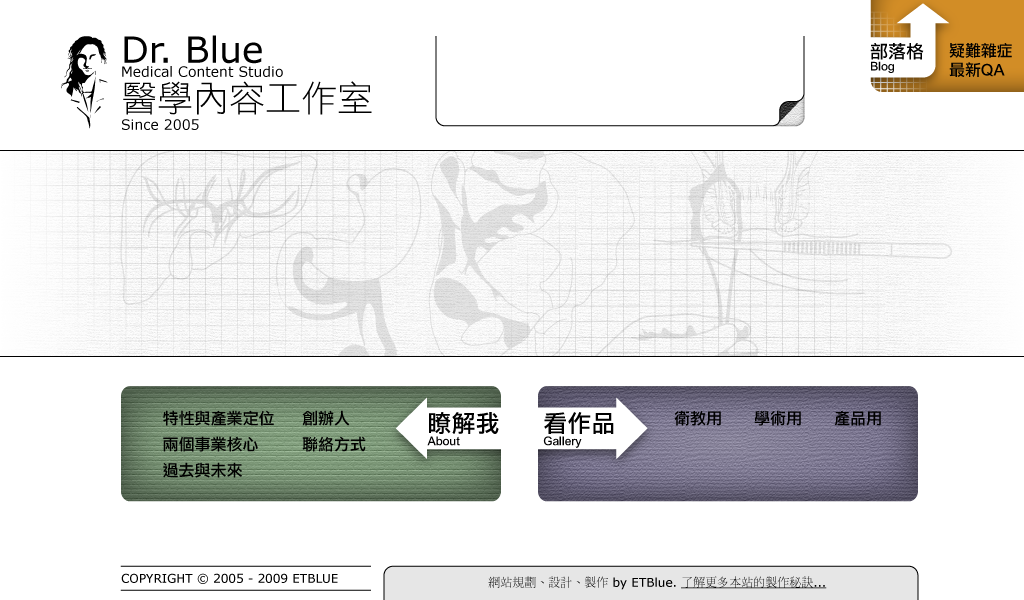 Dr. Blue
Medical Content Studio
醫學內容工作室
Since 2005
部落格
Blog
疑難雜症
最新QA
特性與產業定位
創辦人
兩個事業核心
聯絡方式
過去與未來
瞭解我
About
看作品
Gallery
衛教用
學術用
產品用
COPYRIGHT © 2005 - 2009 ETBLUE
網站規劃、設計、製作 by ETBlue. 了解更多本站的製作秘訣...